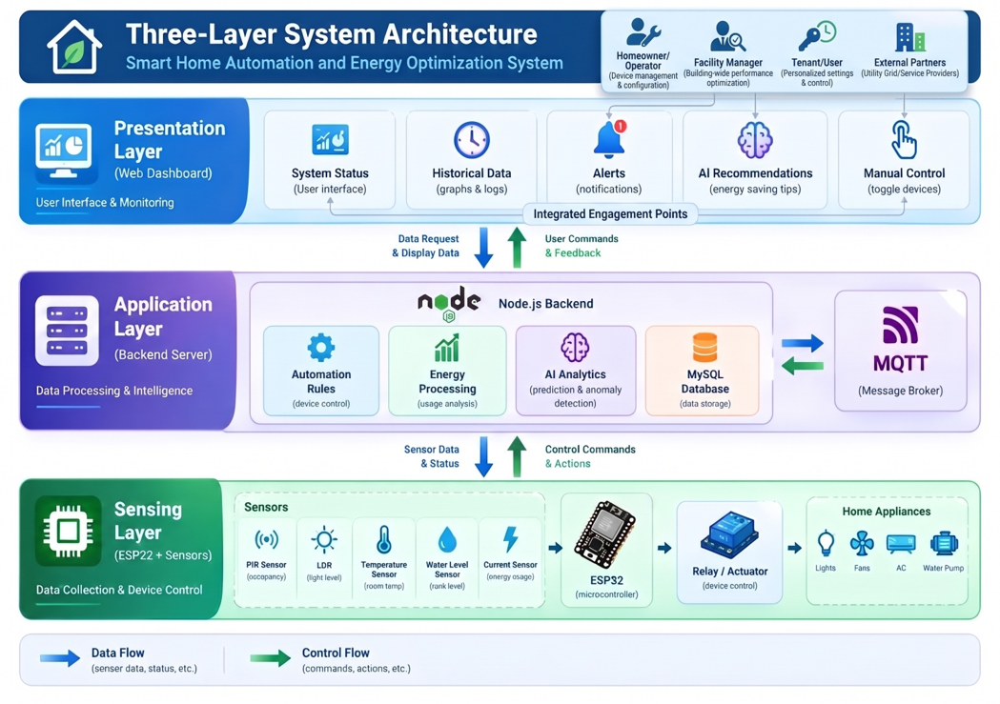 Three-Layer System Architecture
Smart Home Automation and Energy Optimization System
Homeowner/
Operator
(Device management
& configuration)
Facility Manager
(Building-wide performance
optimization)
Tenant/User
(Personalized settings
& control)
External Partners
(Utility Grid/Service Providers)
Presentation
Layer
(Web Dashboard)
User Interface & Monitoring
System Status
(User interface)
Historical Data
(graphs & logs)
1
Alerts
(notifications)
AI Recommendations
(energy saving tips)
Manual Control
(toggle devices)
Integrated Engagement Points
Data Request
& Display Data
User Commands
& Feedback
Application
Layer
(Backend Server)
Data Processing & Intelligence
node
JS
Node.js Backend
Automation
Rules
(device control)
Energy
Processing
(usage analysis)
AI Analytics
(prediction & anomaly
detection)
MySQL
Database
(data storage)
MQTT
(Message Broker)
Sensor Data
& Status
Control Commands
& Actions
Sensing
Layer
(ESP22 + Sensors)
Data Collection & Device Control
Sensors
PIR Sensor
(occopancy)
LDR
(light level)
Temperature
Sensor
(room tamp)
Water Level
Sensor
(rank level)
Current Sensor
(energy osage)
ESP32
(microcontroller)
Relay / Actuator
(device control)
Home Appliances
Lights
Fans
AC
Water Pump
Data Flow
(senser data, status, etc.)
Control Flow
(commands, actions, etc.)